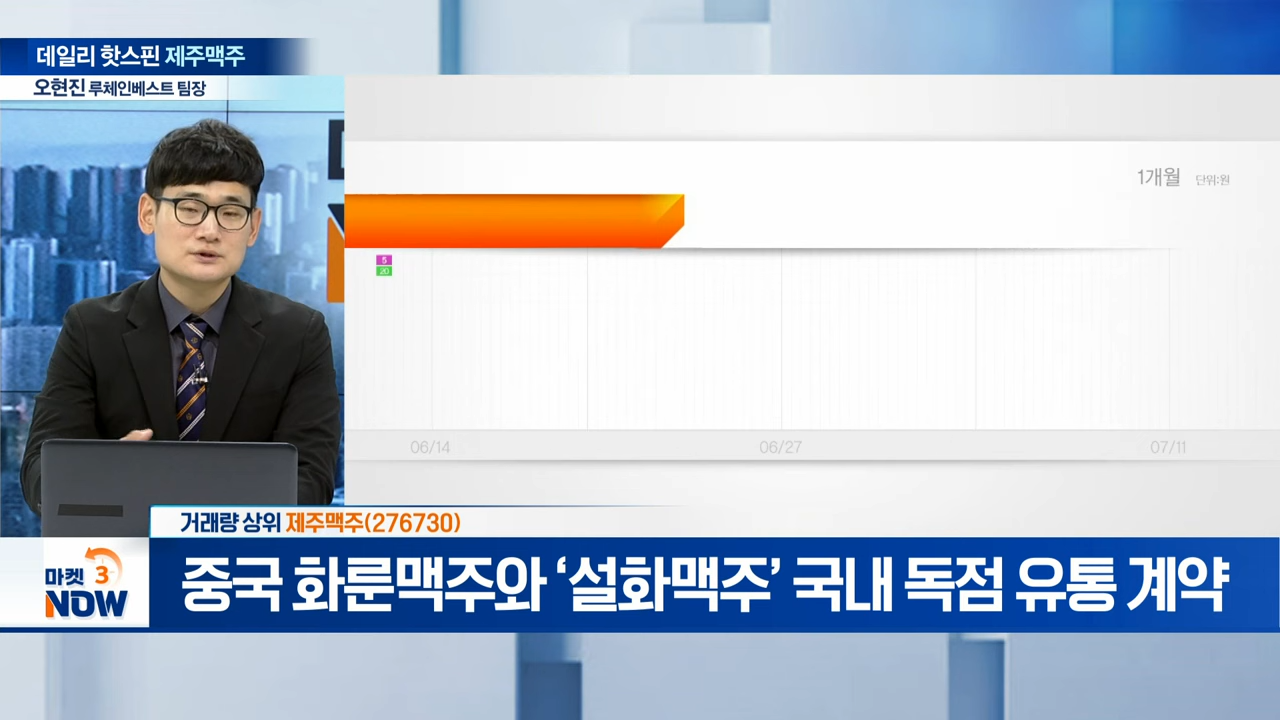 데일리 핫스핀 제주맥주
오현진 루체인베스트 팀장
1개월 단위:원
5
20
06/14 06/27 07/11
거래량 상위 제주맥주(276730)
마켓 3
NOW
중국 화룬맥주와 ‘설화맥주’ 국내 독점 유통 계약